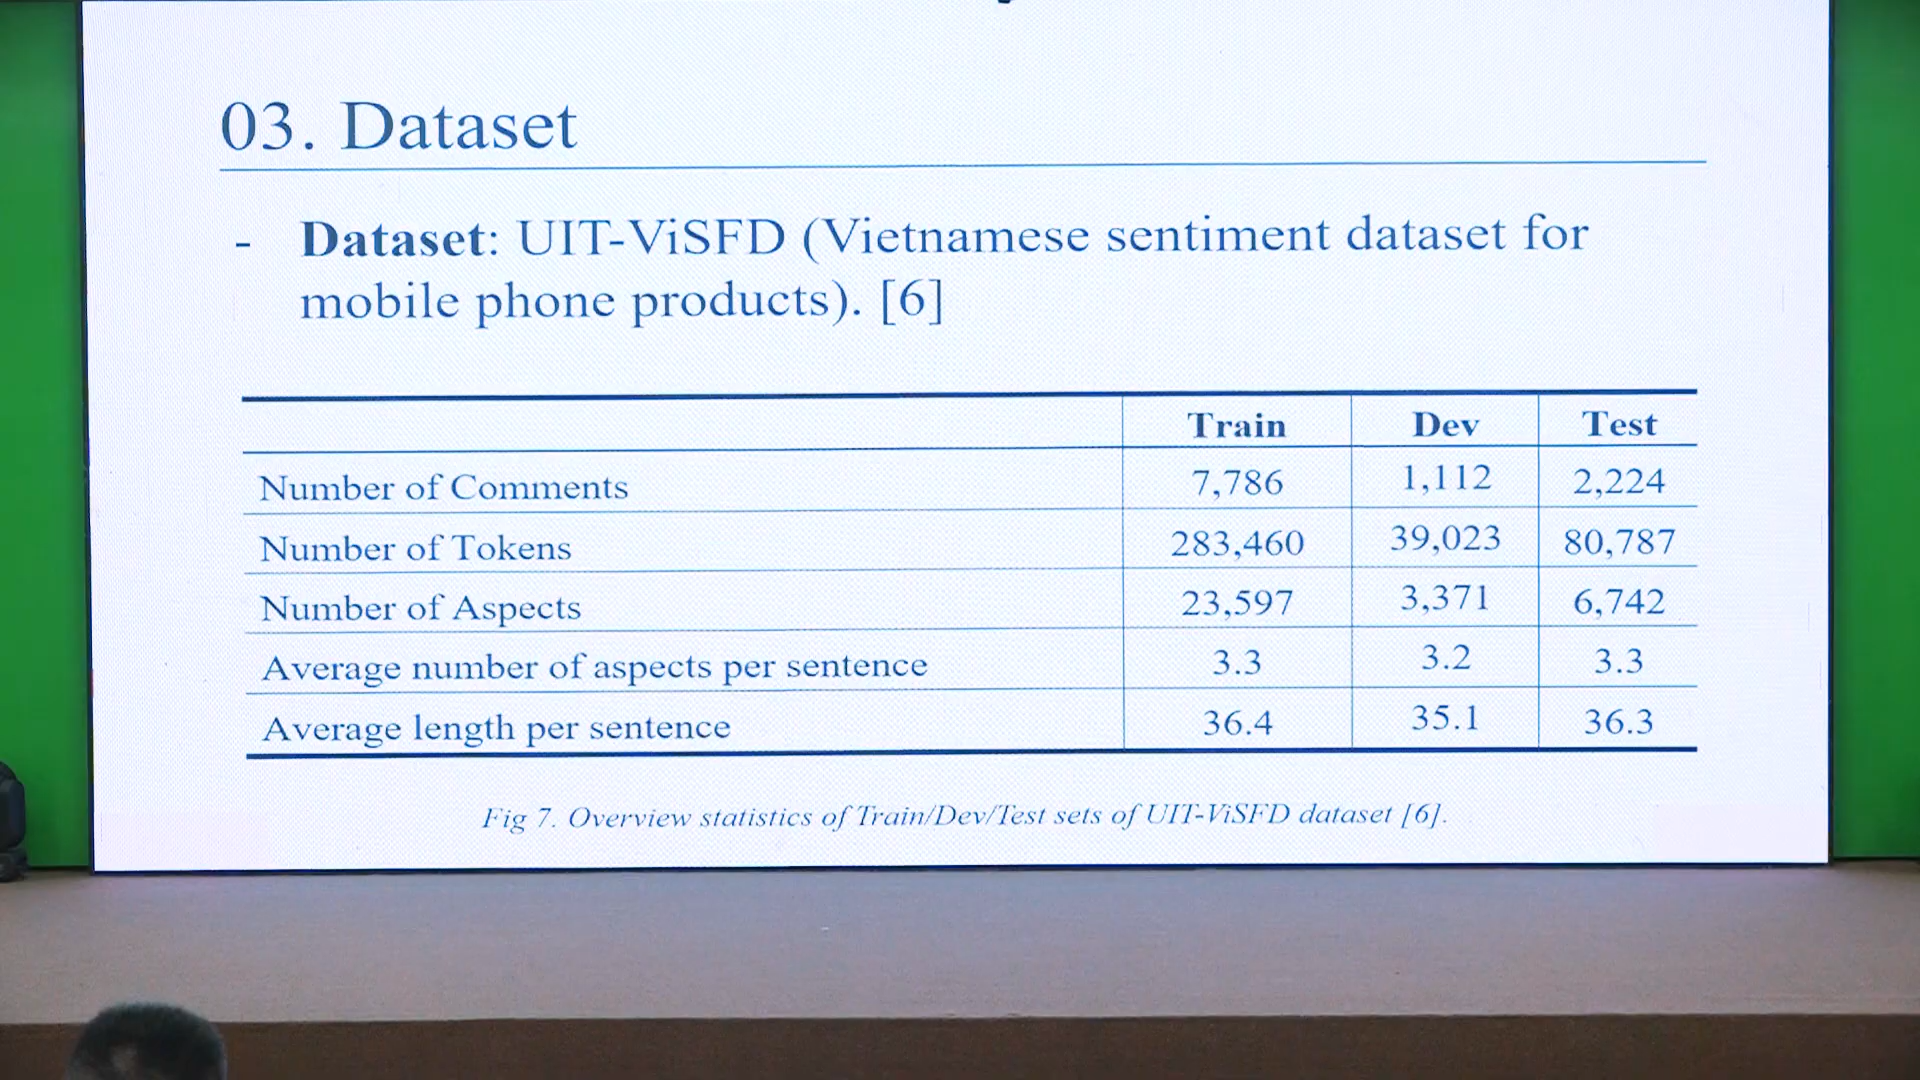 03. Dataset
- Dataset: UIT-ViSFD (Vietnamese sentiment dataset for
mobile phone products). [6]
Train Dev Test
Number of Comments 7,786 1,112 2,224
Number of Tokens 283,460 39,023 80,787
Number of Aspects 23,597 3,371 6,742
Average number of aspects per sentence 3.3 3.2 3.3
Average length per sentence 36.4 35.1 36.3
Fig 7. Overview statistics of Train/Dev/Test sets of UIT-ViSFD dataset [6].